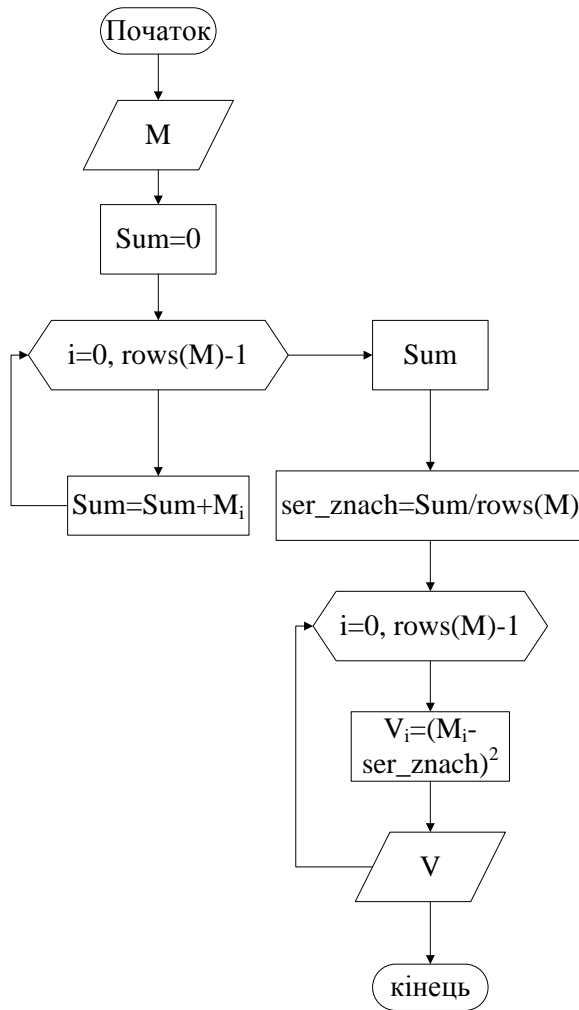 Початок
M
Sum=0
i=0, rows(M)-1
Sum
Sum=Sum+Mᵢ
ser_znach=Sum/rows(M)
i=0, rows(M)-1
Vᵢ=(Mᵢ-
ser_znach)²
V
кінець